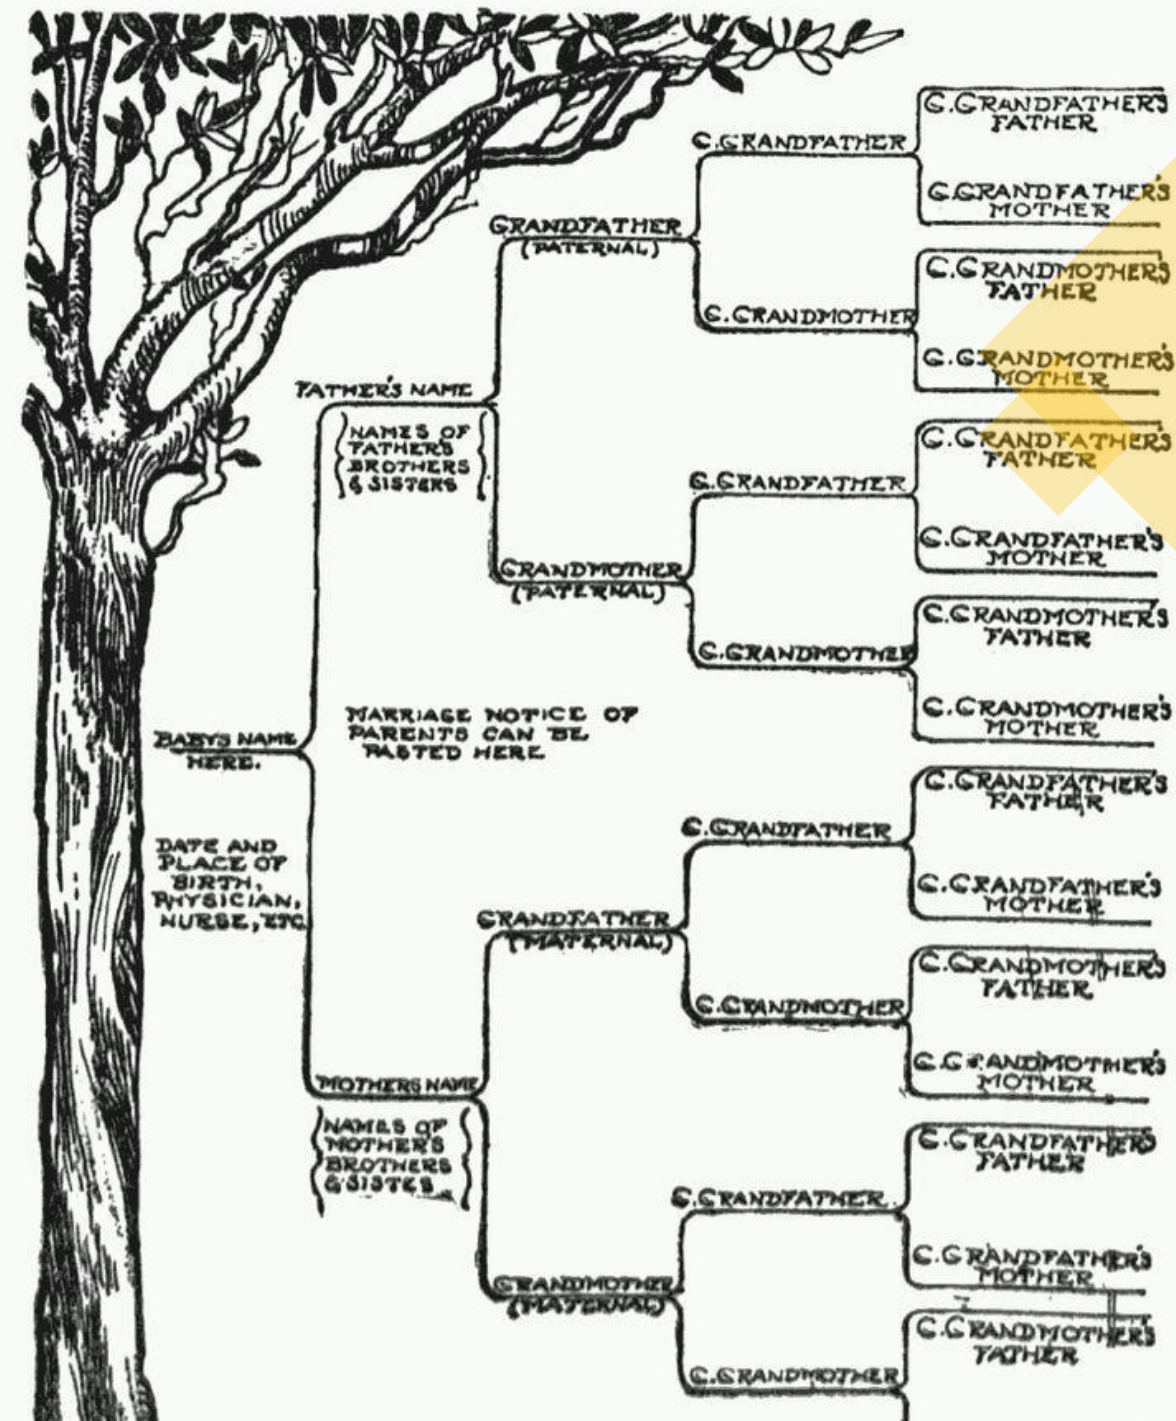 G.GRANDFATHER'S
FATHER
G.GRANDFATHER
G.GRANDFATHER'S
MOTHER
GRANDFATHER
(PATERNAL)
G.GRANDMOTHER'S
FATHER
G.GRANDMOTHER
G.GRANDMOTHER'S
MOTHER
FATHER'S NAME
NAMES OF
FATHER'S
BROTHERS
& SISTERS
G.GRANDFATHER'S
FATHER
G.GRANDFATHER
G.GRANDFATHER'S
MOTHER
GRANDMOTHER
(PATERNAL)
G.GRANDMOTHER'S
FATHER
G.GRANDMOTHER
G.GRANDMOTHER'S
MOTHER
MARRIAGE NOTICE OF
PARENTS CAN BE
PASTED HERE
BABY'S NAME
HERE.
DATE AND
PLACE OF
BIRTH,
PHYSICIAN,
NURSE, ETC.
G.GRANDFATHER'S
FATHER
G.GRANDFATHER
G.GRANDFATHER'S
MOTHER
GRANDFATHER
(MATERNAL)
G.GRANDMOTHER'S
FATHER
G.GRANDMOTHER
G.GRANDMOTHER'S
MOTHER
MOTHERS NAME
NAMES OF
MOTHER'S
BROTHERS
& SISTES
G.GRANDFATHER'S
FATHER
G.GRANDFATHER
G.GRANDFATHER'S
MOTHER
GRANDMOTHER
(MATERNAL)
G.GRANDMOTHER'S
FATHER
G.GRANDMOTHER